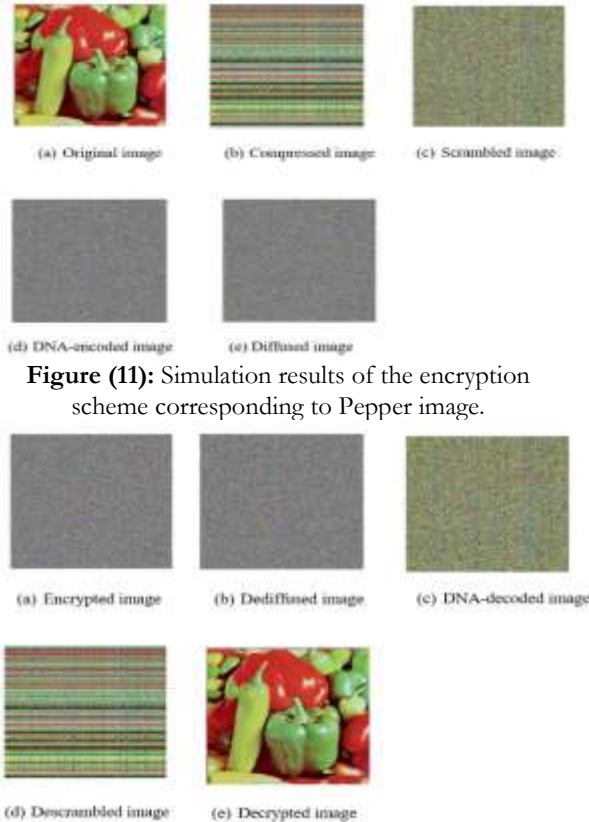 (a) Original image
(b) Compressed image
(c) Scrambled image
(d) DNA-encoded image
(e) Diffused image
Figure (11): Simulation results of the encryption
scheme corresponding to Pepper image.
(a) Encrypted image
(b) Dediffused image
(c) DNA-decoded image
(d) Descrambled image
(e) Decrypted image